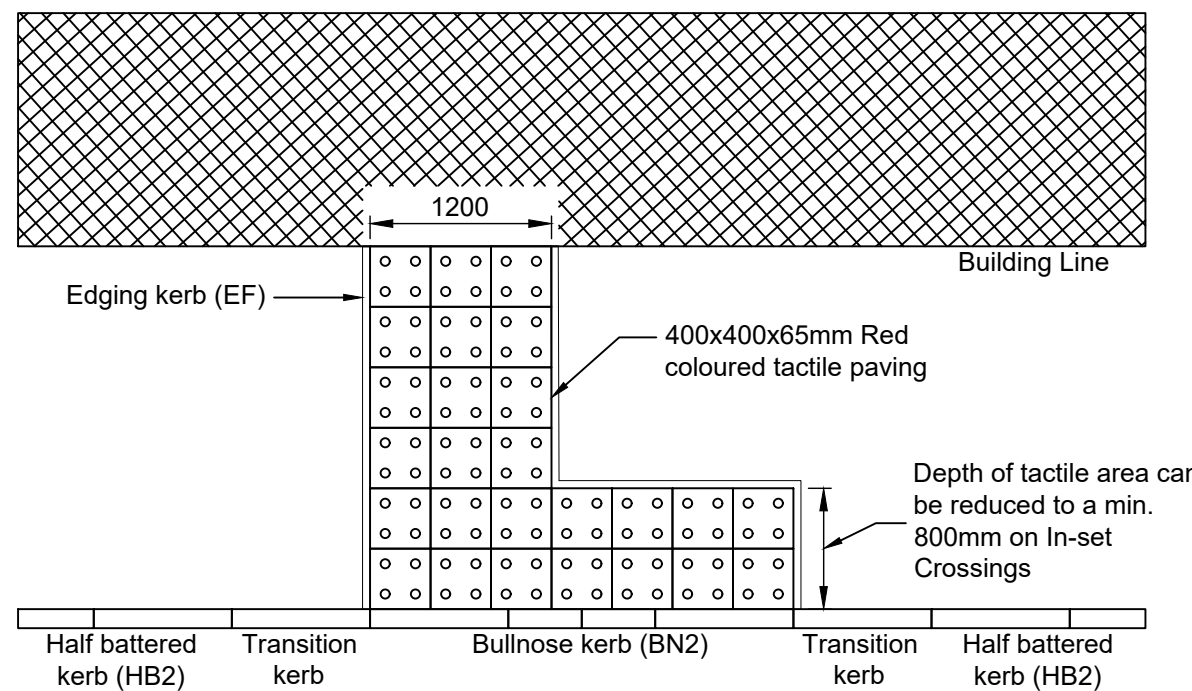 1200
Building Line
Edging kerb (EF)
400x400x65mm Red
coloured tactile paving
Depth of tactile area can
be reduced to a min.
800mm on In-set
Crossings
Half battered
kerb (HB2)
Transition
kerb
Bullnose kerb (BN2)
Transition
kerb
Half battered
kerb (HB2)